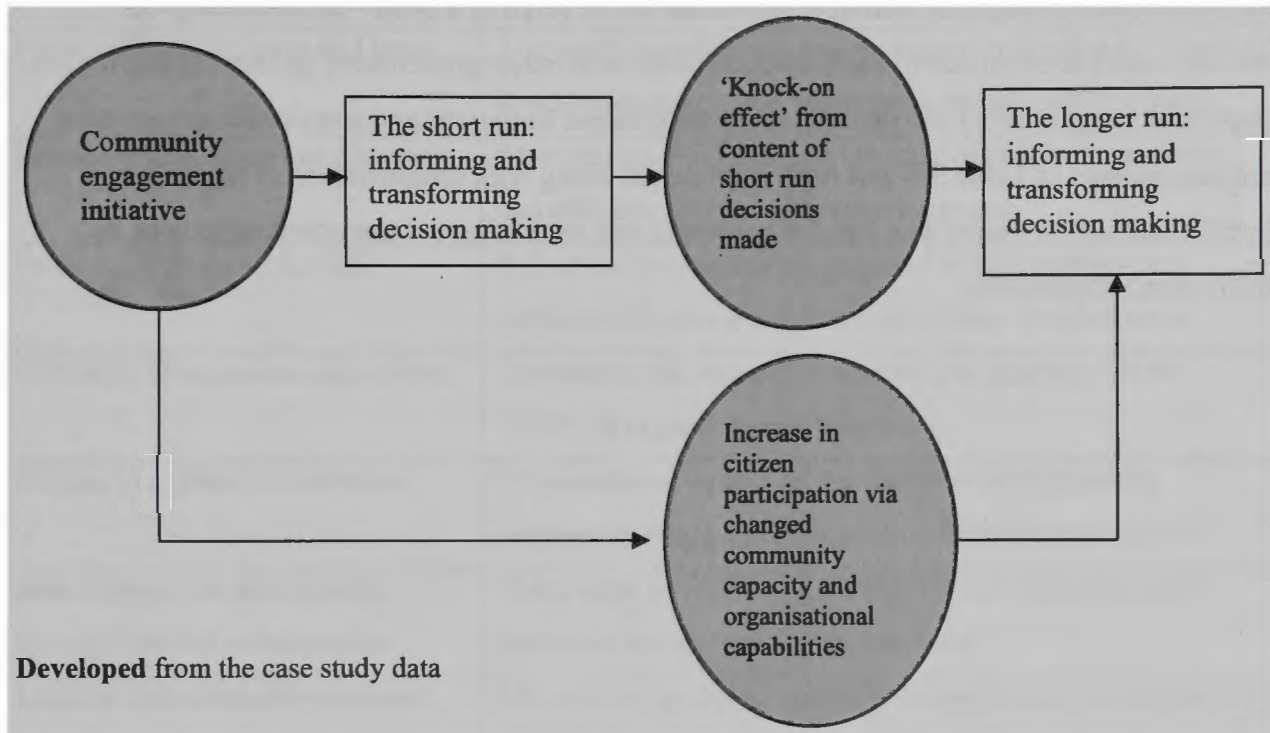 Community
engagement
initiative
The short run:
informing and
transforming
decision making
‘Knock-on
effect’ from
content of
short run
decisions
made
The longer run:
informing and
transforming
decision making
Increase in
citizen
participation via
changed
community
capacity and
organisational
capabilities
Developed from the case study data